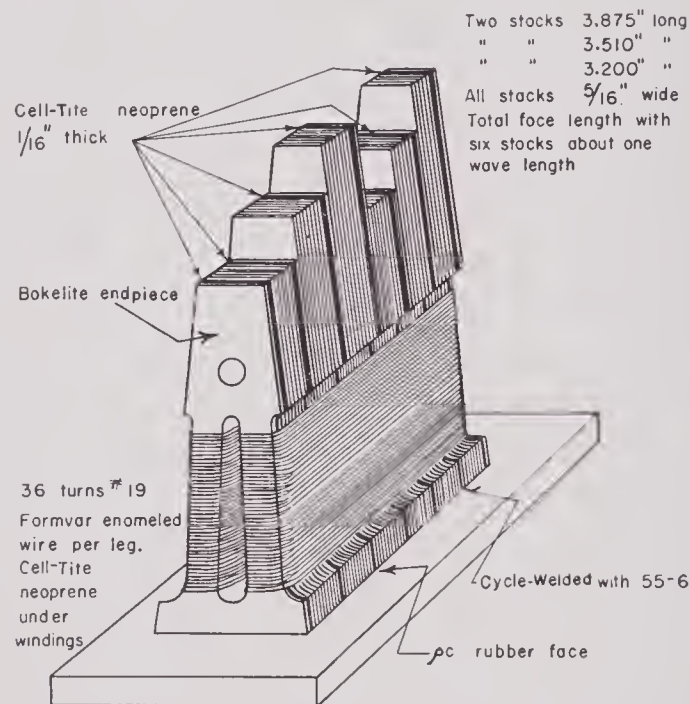 Two stocks 3.875" long
" " 3.510" "
" " 3.200" "
All stacks 5/16" wide
Total face length with
six stocks about one
wave length
Cell-Tite neoprene
1/16" thick
Bokelite endpiece
36 turns #19
Formvar enameled
wire per leg.
Cell-Tite
neoprene
under
windings
Cycle-Welded with 55-6
ρc rubber face